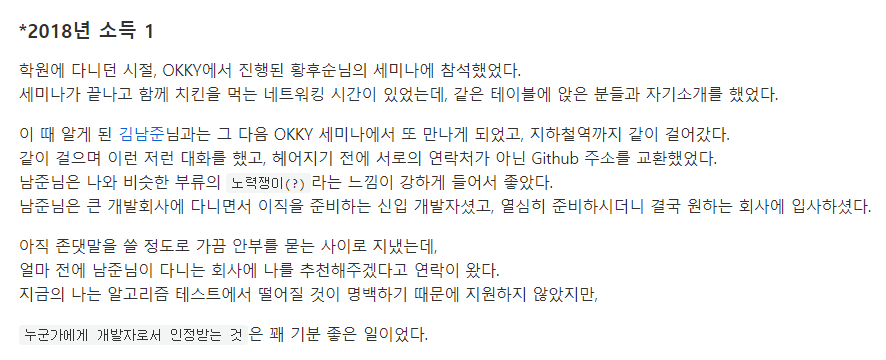 *2018년 소득 1
학원에 다니던 시절, OKKY에서 진행된 황후순님의 세미나에 참석했었다.
세미나가 끝나고 함께 치킨을 먹는 네트워킹 시간이 있었는데, 같은 테이블에 앉은 분들과 자기소개를 했었다.
이 때 알게 된 김남준님과는 그 다음 OKKY 세미나에서 또 만나게 되었고, 지하철역까지 같이 걸어갔다.
같이 걸으며 이런 저런 대화를 했고, 헤어지기 전에 서로의 연락처가 아닌 Github 주소를 교환했었다.
남준님은 나와 비슷한 부류의 노력쟁이(?) 라는 느낌이 강하게 들어서 좋았다.
남준님은 큰 개발회사에 다니면서 이직을 준비하는 신입 개발자셨고, 열심히 준비하시더니 결국 원하는 회사에 입사하셨다.
아직 존댓말을 쓸 정도로 가끔 안부를 묻는 사이로 지냈는데,
얼마 전에 남준님이 다니는 회사에 나를 추천해주겠다고 연락이 왔다.
지금의 나는 알고리즘 테스트에서 떨어질 것이 명백하기 때문에 지원하지 않았지만,
누군가에게 개발자로서 인정받는 것 은 꽤 기분 좋은 일이었다.